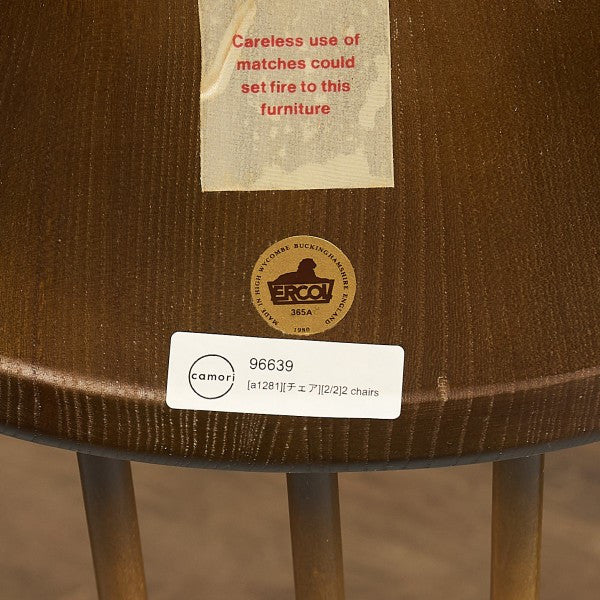 Careless use of
matches could
set fire to this
furniture
MADE IN HIGH WYCOMBE BUCKINGHAMSHIRE ENGLAND
ERCOL
365A
1980
camori
96639
[a1281][チェア][2/2]2 chairs